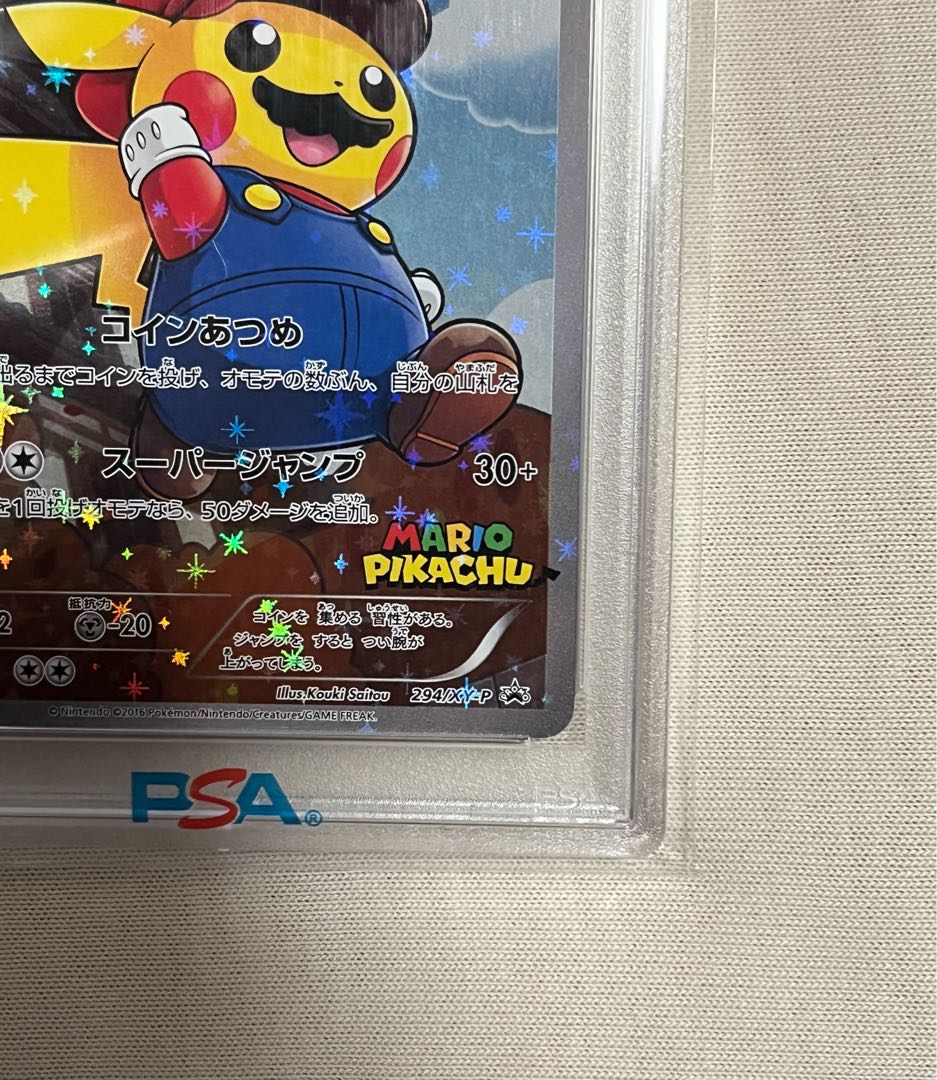 コインあつめ
出るまでコインを投げ、オモテの数ぶん、自分の山札を
スーパージャンプ 30+
を1回投げオモテなら、50ダメージを追加。
MARIO
PIKACHU
2 抵抗力 -20
コインを 集める 習性がある。
ジャンプを すると つい腕が
上がってしまう。
Illus.Kouki Saitou 294/XY-P
© Nintendo ©2016 Pokémon/Nintendo/Creatures/GAME FREAK.
PSA®
PSA